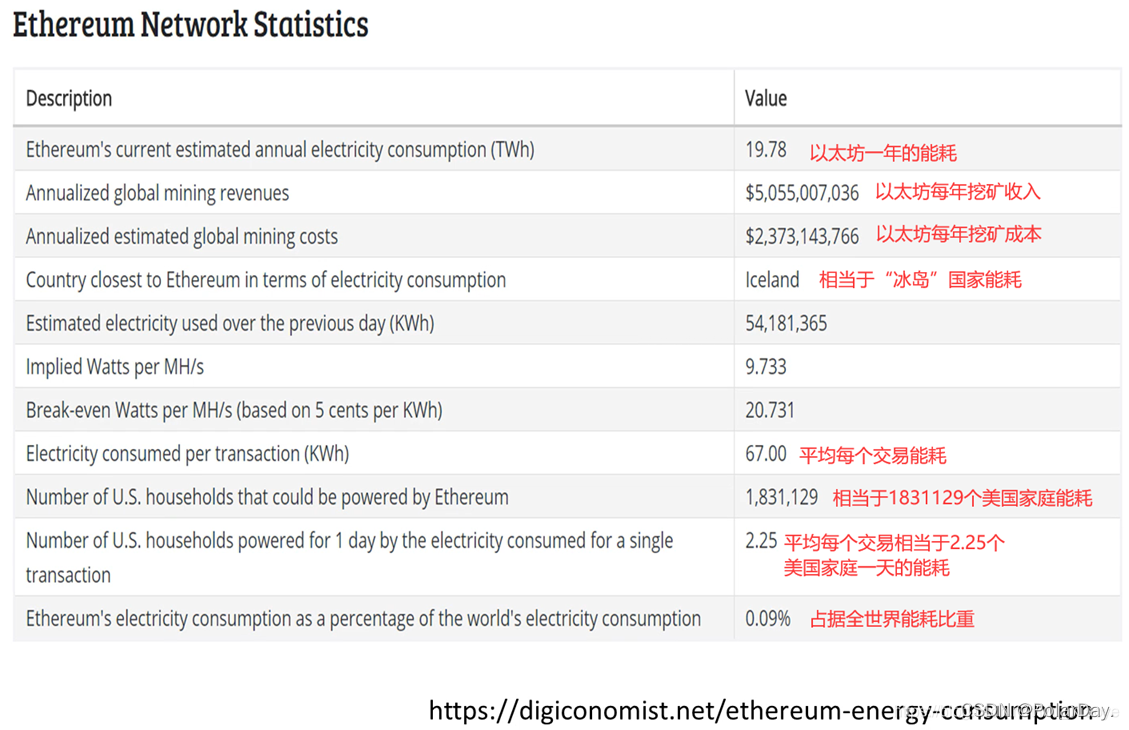 Ethereum Network Statistics
Description Value
Ethereum's current estimated annual electricity consumption (TWh) 19.78 以太坊一年的能耗
Annualized global mining revenues $5,055,007,036 以太坊每年挖矿收入
Annualized estimated global mining costs $2,373,143,766 以太坊每年挖矿成本
Country closest to Ethereum in terms of electricity consumption Iceland 相当于“冰岛”国家能耗
Estimated electricity used over the previous day (KWh) 54,181,365
Implied Watts per MH/s 9.733
Break-even Watts per MH/s (based on 5 cents per KWh) 20.731
Electricity consumed per transaction (KWh) 67.00 平均每个交易能耗
Number of U.S. households that could be powered by Ethereum 1,831,129 相当于1831129个美国家庭能耗
Number of U.S. households powered for 1 day by the electricity consumed for a single 2.25 平均每个交易相当于2.25个
transaction 美国家庭一天的能耗
Ethereum's electricity consumption as a percentage of the world's electricity consumption 0.09% 占据全世界能耗比重
https://digiconomist.net/ethereum-energy-consumption
CSDN @PolarDay.